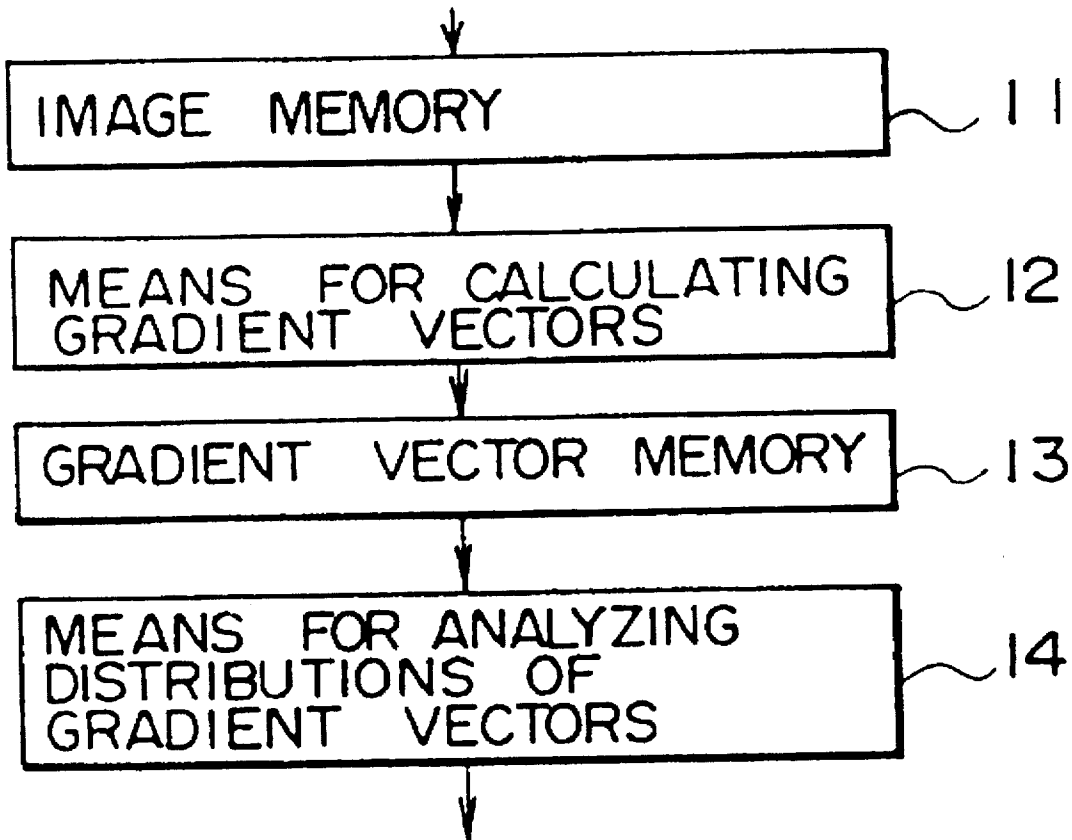 IMAGE MEMORY
11
MEANS FOR CALCULATING
GRADIENT VECTORS
12
GRADIENT VECTOR MEMORY
13
MEANS FOR ANALYZING
DISTRIBUTIONS OF
GRADIENT VECTORS
14